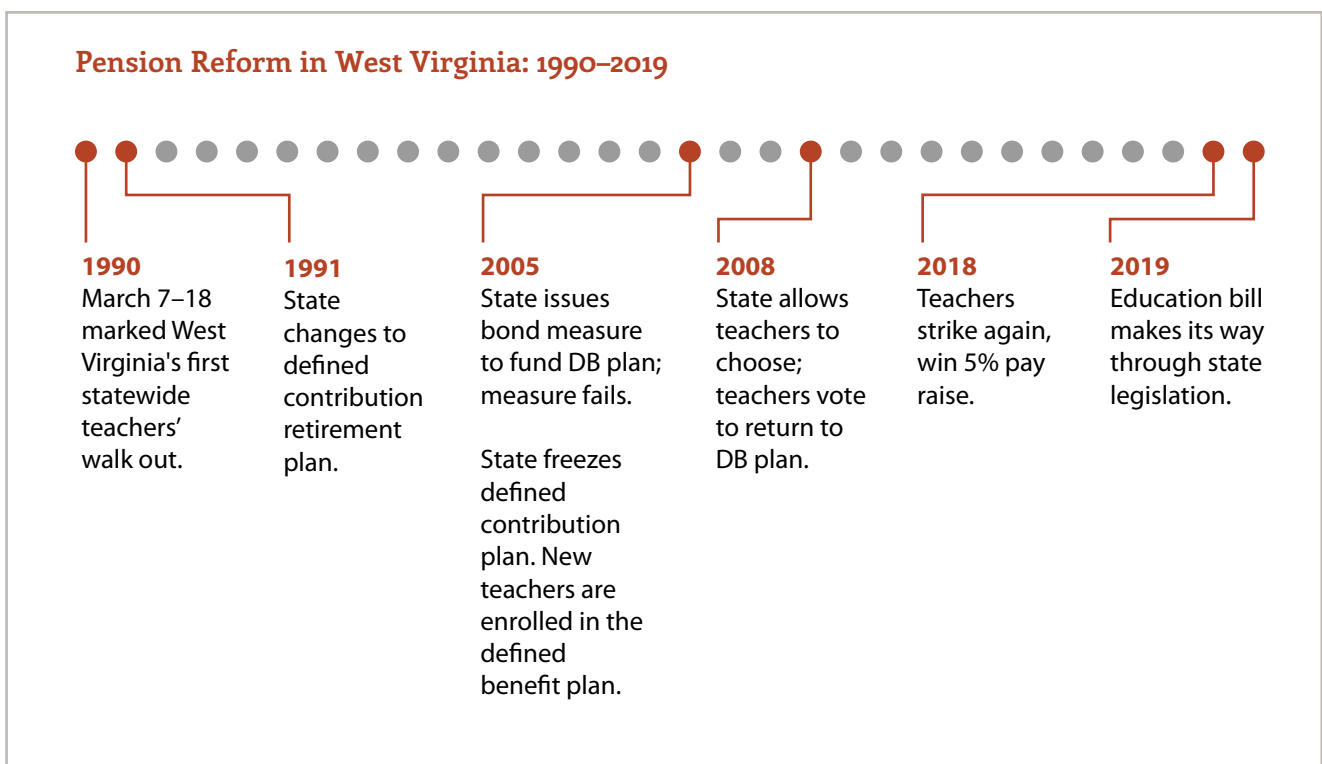 Pension Reform in West Virginia: 1990–2019
1990
March 7–18
marked West
Virginia's first
statewide
teachers’
walk out.
1991
State
changes to
defined
contribution
retirement
plan.
2005
State issues
bond measure
to fund DB plan;
measure fails.
State freezes
defined
contribution
plan. New
teachers are
enrolled in the
defined
benefit plan.
2008
State allows
teachers to
choose;
teachers vote
to return to
DB plan.
2018
Teachers
strike again,
win 5% pay
raise.
2019
Education bill
makes its way
through state
legislation.